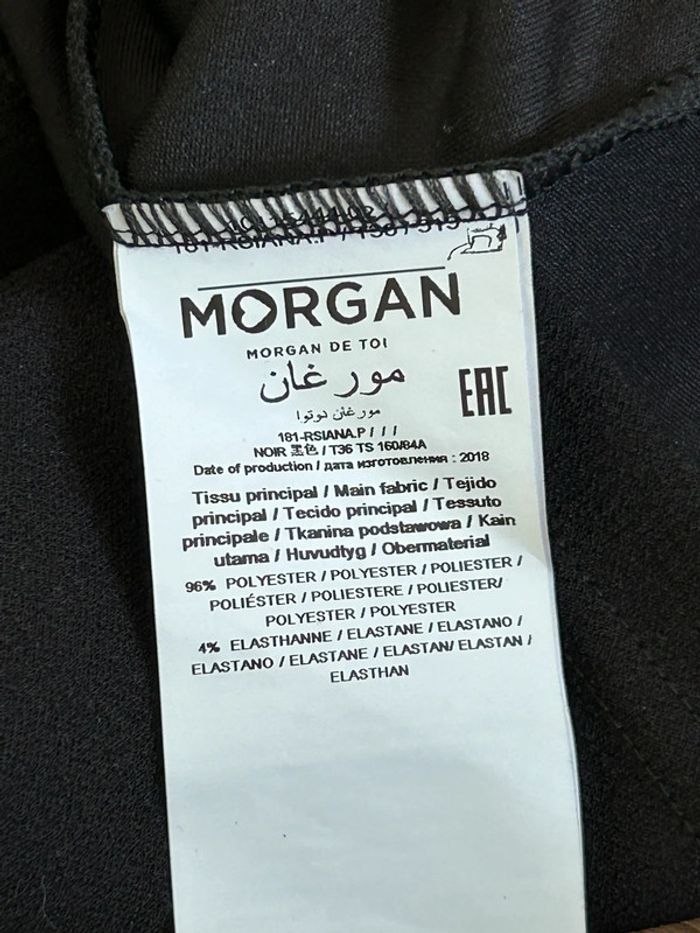 MORGAN
MORGAN DE TOI
مورغان
مورغان دوتوا
EAC
181-RSIANA.P / / /
NOIR 黑色 / T36 TS 160/84A
Date of production / дата изготовления : 2018
Tissu principal / Main fabric / Tejido
principal / Tecido principal / Tessuto
principale / Tkanina podstawowa / Kain
utama / Huvudtyg / Obermaterial
96% POLYESTER / POLYESTER / POLIESTER /
POLIÉSTER / POLIESTERE / POLIESTER/
POLYESTER / POLYESTER
4% ELASTHANNE / ELASTANE / ELASTANO /
ELASTANO / ELASTANE / ELASTAN/ ELASTAN /
ELASTHAN